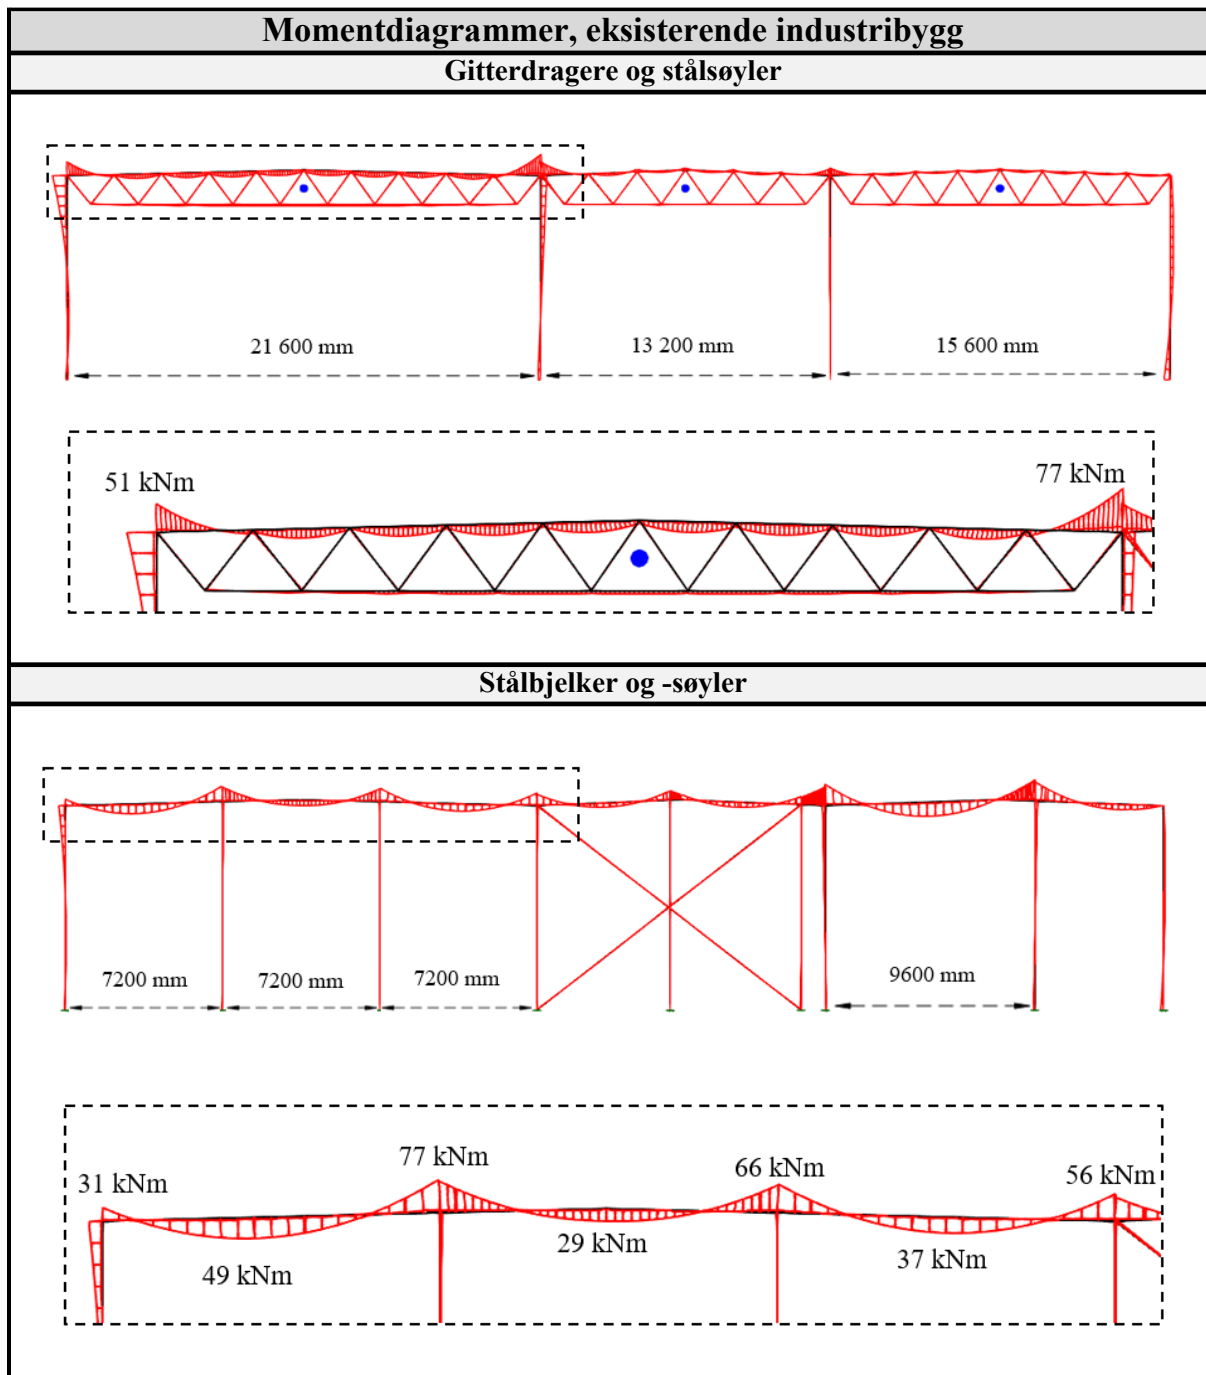 Momentdiagrammer, eksisterende industribygg
Gitterdragere og stålsøyler
21 600 mm
13 200 mm
15 600 mm
51 kNm
77 kNm
Stålbjelker og -søyler
7200 mm
7200 mm
7200 mm
9600 mm
31 kNm
77 kNm
66 kNm
56 kNm
49 kNm
29 kNm
37 kNm